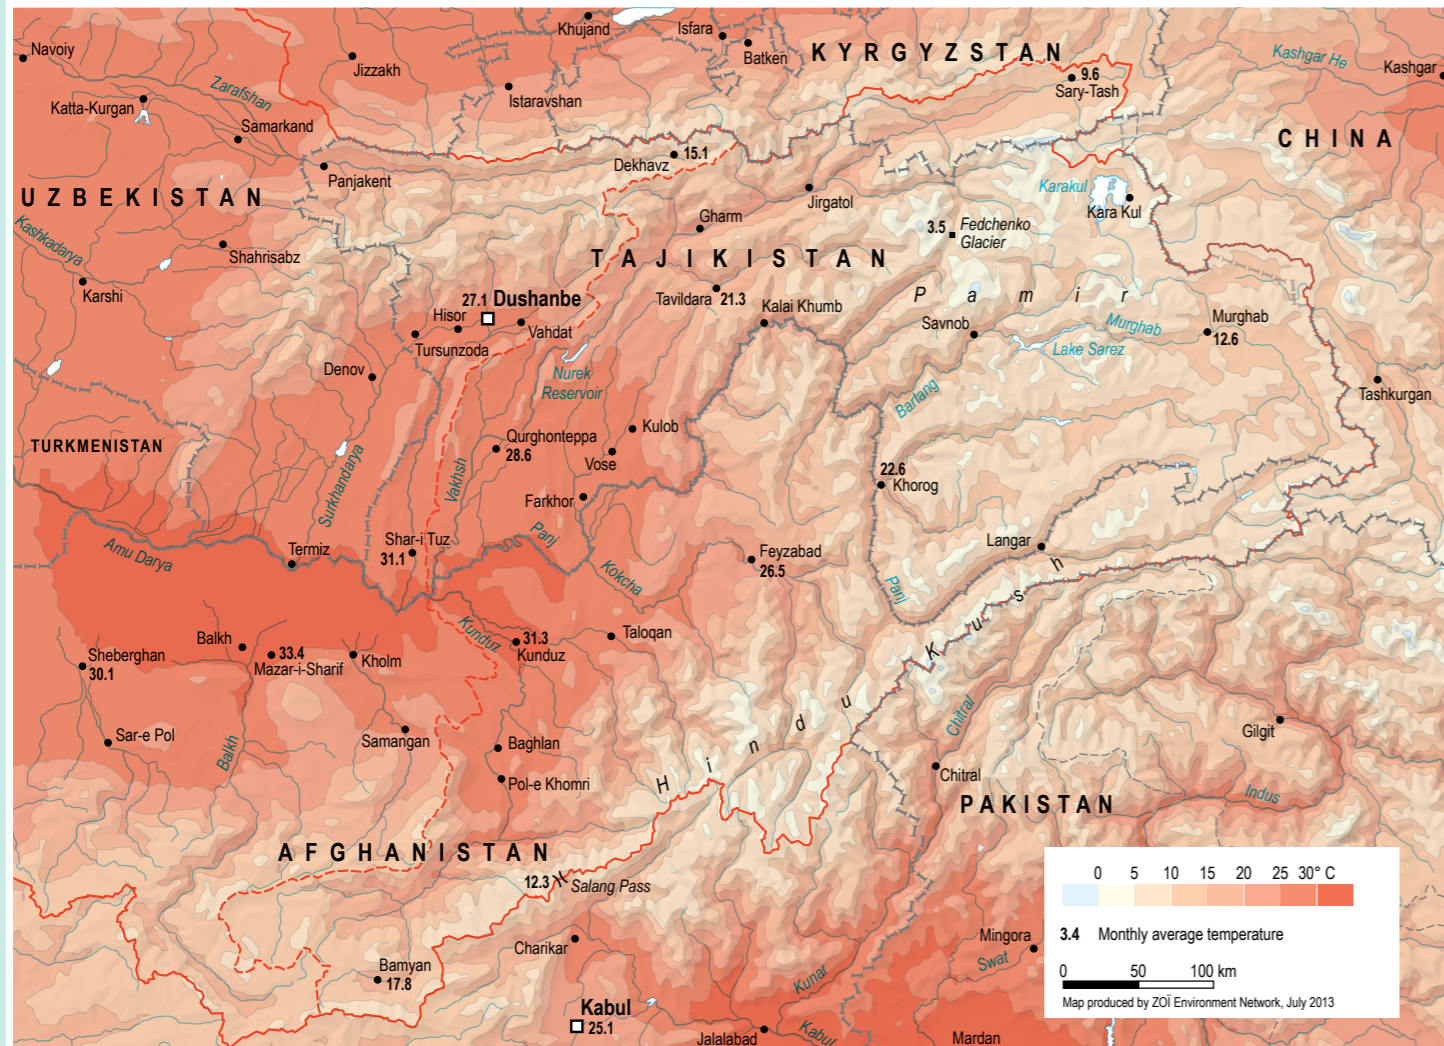 Khujand
Isfara
Navoiy
Batken
KYRGYZSTAN
Kashgar He
Jizzakh
Kashgar
9.6
Sary-Tash
Zarafshan
Istaravshan
Katta-Kurgan
Samarkand
CHINA
Dekhavz
15.1
Panjakent
Karakul
Jirgatol
Kara Kul
UZBEKISTAN
Gharm
3.5
Fedchenko
Glacier
Kashkadarya
Shahrisabz
TAJIKISTAN
Karshi
Tavildara 21.3
Pamir
27.1 Dushanbe
Hisor
Vahdat
Kalai Khumb
Savnob
Murghab
Murghab
12.6
Tursunzoda
Lake Sarez
Denov
Nurek
Reservoir
Bartang
Tashkurgan
Kulob
Qurghonteppa
28.6
TURKMENISTAN
Vose
Vakhsh
22.6
Khorog
Surkhandarya
Farkhor
Shar-i Tuz
31.1
Panj
Langar
Termiz
Amu Darya
Feyzabad
26.5
Kokcha
Panj
Kunduz
Taloqan
Balkh
31.3
Kunduz
Sheberghan
30.1
33.4
Mazar-i-Sharif
Kholm
Hindu Kush
Chitral
Gilgit
Sar-e Pol
Balkh
Samangan
Baghlan
Pol-e Khomri
Chitral
Indus
PAKISTAN
AFGHANISTAN
12.3
Salang Pass
Charikar
Mingora
Swat
Bamyan
17.8
Kunar
Kabul
25.1
Jalalabad
Kabul
Mardan
0 5 10 15 20 25 30° C
3.4 Monthly average temperature
0 50 100 km
Map produced by ZOÏ Environment Network, July 2013